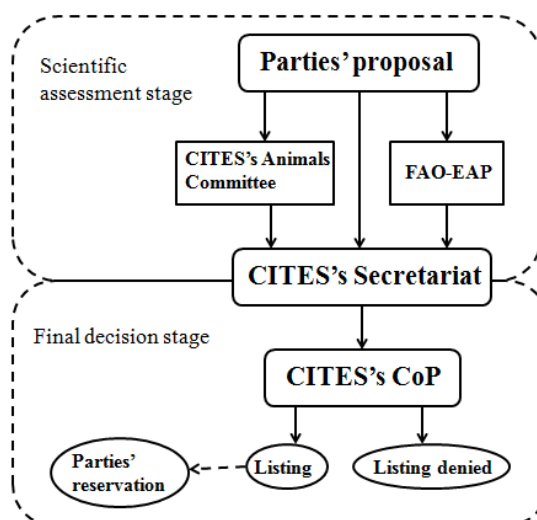 Scientific
assessment stage
Parties’ proposal
CITES’s Animals
Committee
FAO-EAP
CITES’s Secretariat
Final decision stage
CITES’s CoP
Parties’
reservation
Listing
Listing denied